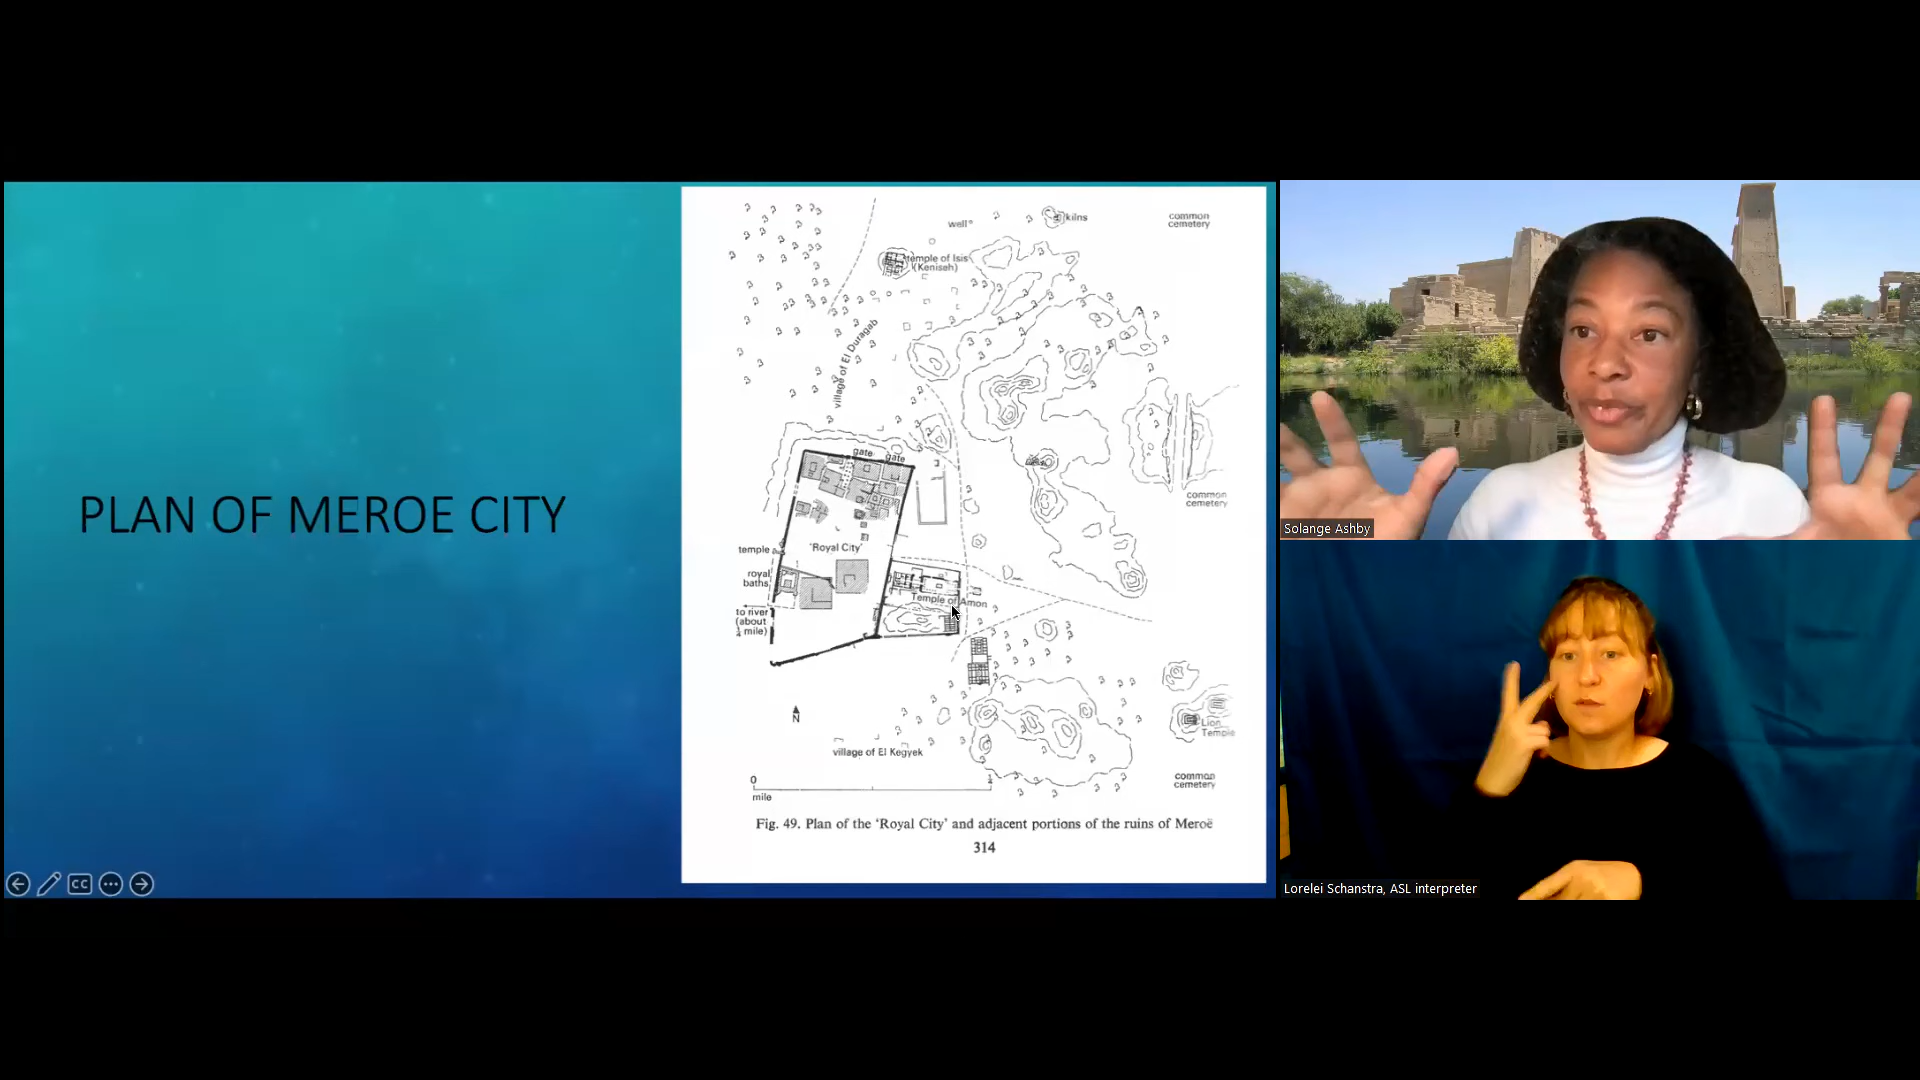 PLAN OF MEROE CITY
well
kilns
common
cemetery
temple of Isis
(Keniseh)
village of El Duragab
gate
gate
common
cemetery
temple
'Royal City'
royal
baths
Temple of Amon
to river
(about
¼ mile)
N
Lion
Temple
village of El Kegyek
common
cemetery
0
mile
Fig. 49. Plan of the 'Royal City' and adjacent portions of the ruins of Meroë
314
CC
Solange Ashby
Lorelei Schanstra, ASL interpreter